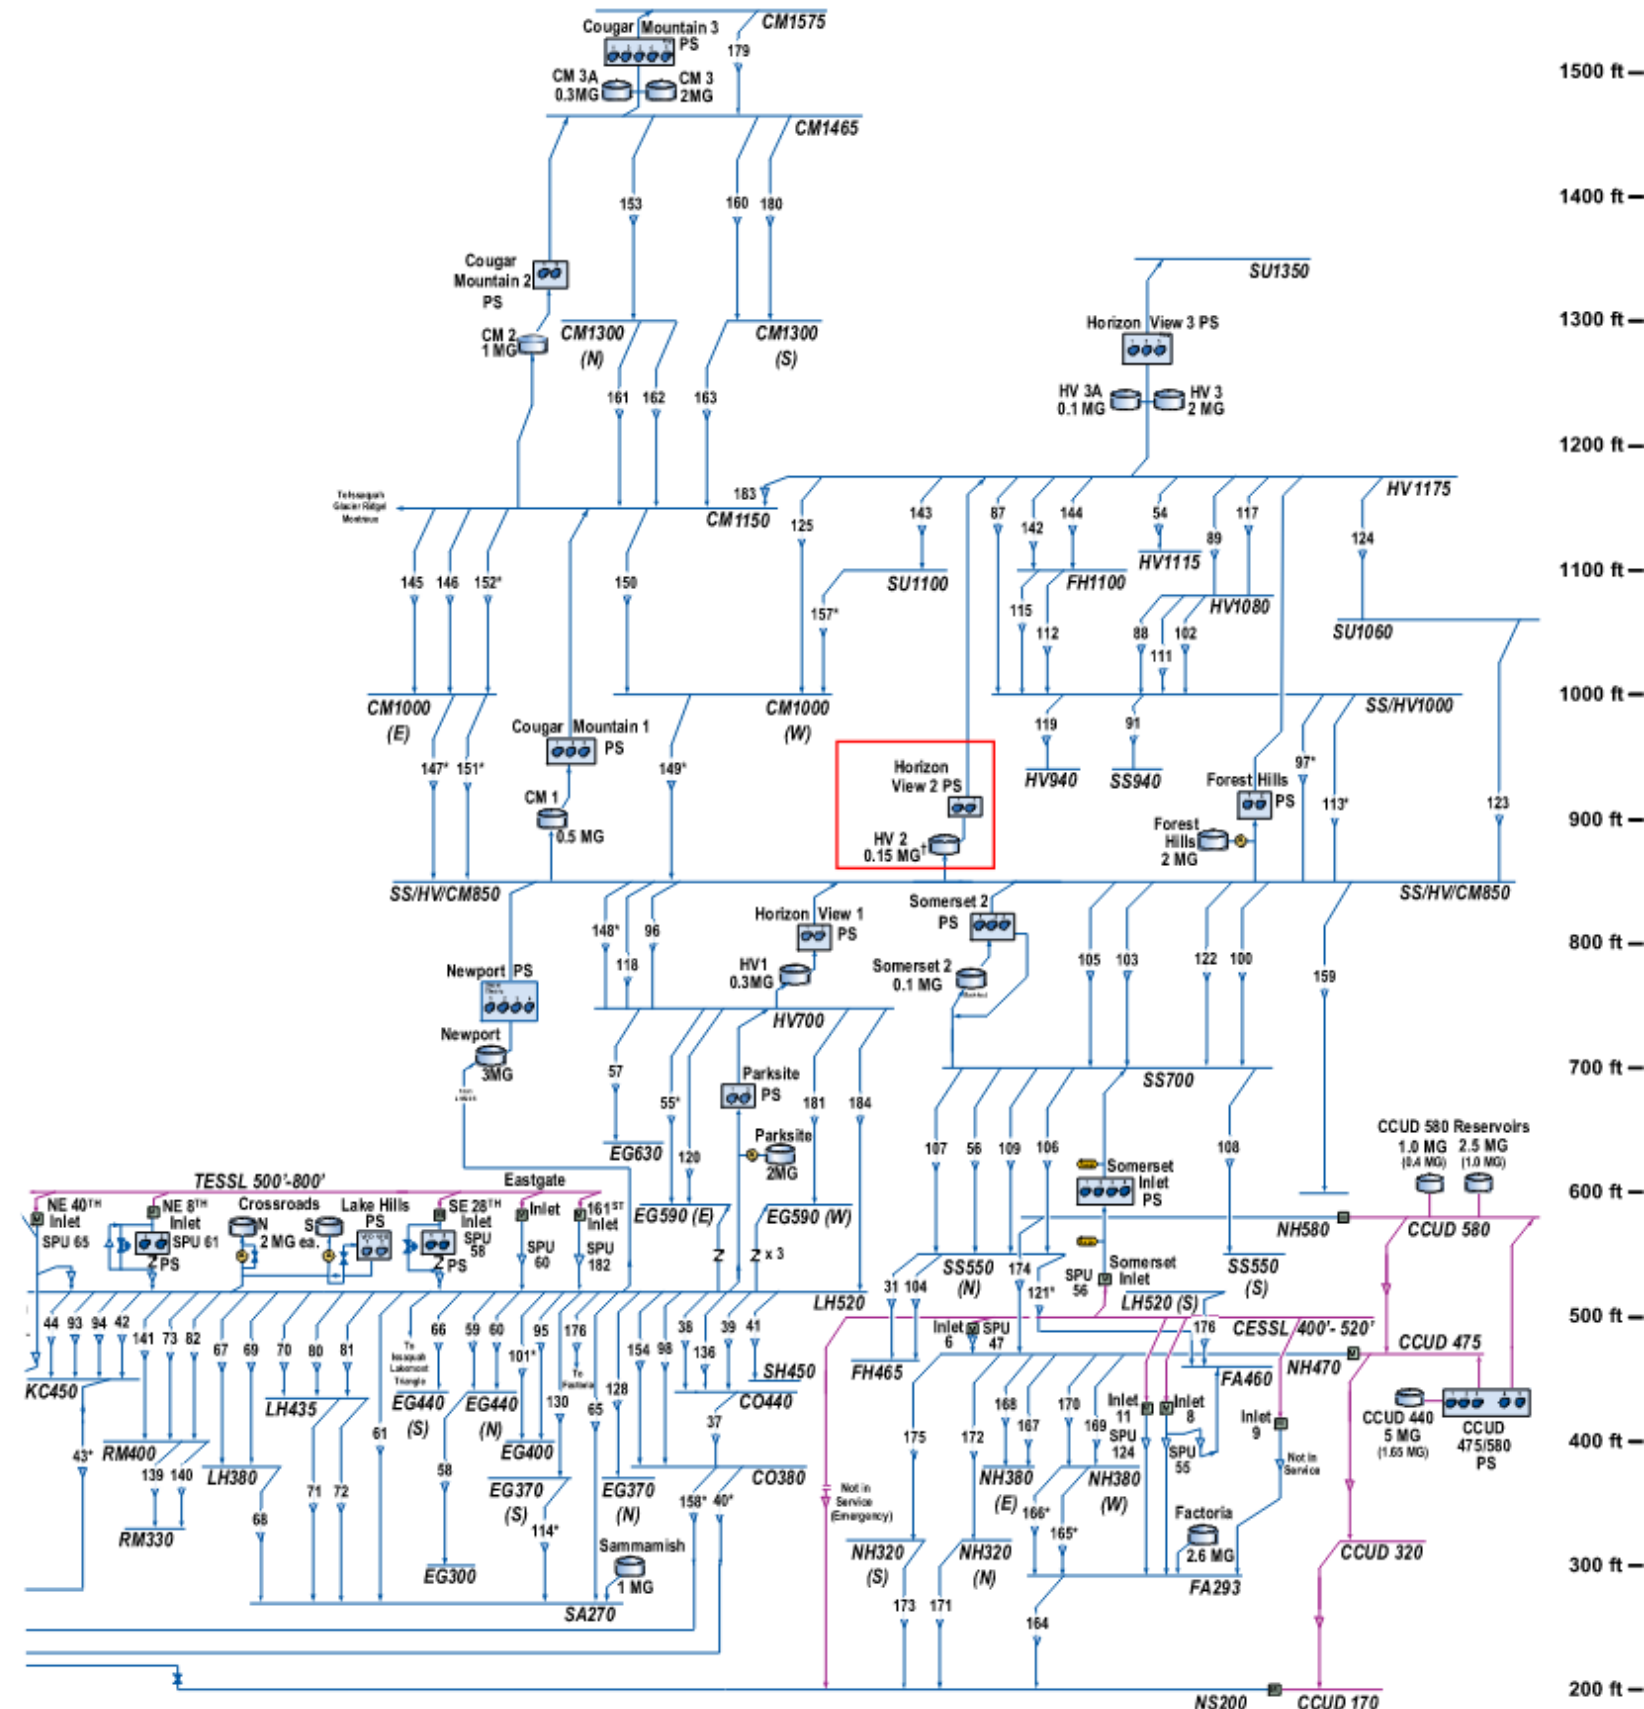 CM1575
Cougar Mountain 3
PS
179
1500 ft
CM 3A
0.3MG
CM 3
2MG
CM1465
1400 ft
153
160
180
Cougar
Mountain 2
PS
SU1350
CM 2
1 MG
CM1300
(N)
CM1300
(S)
Horizon View 3 PS
1300 ft
161
162
163
HV 3A
0.1 MG
HV 3
2 MG
1200 ft
HV1175
183
CM1150
125
143
87
142
144
54
89
117
124
1100 ft
145
146
152*
150
SU1100
157*
FH1100
HV1115
115
112
HV1080
88
111
102
SU1060
1000 ft
CM1000
(E)
CM1000
(W)
SS/HV1000
Cougar Mountain 1
PS
147*
151*
149*
119
91
HV940
SS940
97*
113*
123
Horizon
View 2 PS
Forest Hills
PS
CM 1
0.5 MG
HV 2
0.15 MG†
Forest
Hills
2 MG
900 ft
SS/HV/CM850
SS/HV/CM850
148*
118
96
Horizon View 1
PS
Somerset 2
PS
800 ft
Newport PS
HV1
0.3MG
Somerset 2
0.1 MG
105
103
122
100
159
HV700
Newport
3MG
SS700
700 ft
57
55*
120
Parksite
PS
181
184
107
56
109
106
108
EG630
Parksite
2MG
Somerset
Inlet
PS
CCUD 580 Reservoirs
1.0 MG
(0.4 MG)
2.5 MG
(1.0 MG)
600 ft
TESSL 500'-800'
Eastgate
NE 40TH
Inlet
SPU 65
NE 8TH
Inlet
SPU 61
PS
Crossroads
N
S
2 MG ea.
Lake Hills
PS
SE 28TH
Inlet
SPU
58
PS
Inlet
SPU
60
161ST
Inlet
SPU
182
EG590 (E)
EG590 (W)
Z
Z x 3
NH580
CCUD 580
SS550
(N)
SS550
(S)
31
104
174
121*
SPU
56
Somerset
Inlet
LH520
LH520 (S)
500 ft
44
93
94
42
141
73
82
67
69
70
80
81
66
59
60
101*
95
176
130
65
128
154
98
38
136
39
41
To
Issaquah
Lakemont
Triangle
To
Factoria
Inlet
6
SPU
47
176
CESSL 400'- 520'
NH470
CCUD 475
KC450
SH450
FH465
FA460
EG440
(S)
EG440
(N)
LH435
CO440
37
168
167
170
169
Inlet
11
SPU
124
Inlet
8
SPU
55
Inlet
9
CCUD 440
5 MG
(1.65 MG)
CCUD
475/580
PS
400 ft
43*
RM400
139
140
LH380
61
58
EG400
CO380
175
172
NH380
(E)
NH380
(W)
Not in
Service
71
72
68
EG370
(S)
EG370
(N)
114*
158*
40*
Not in
Service
(Emergency)
166*
165*
Factoria
2.6 MG
RM330
Sammamish
1 MG
NH320
(S)
NH320
(N)
CCUD 320
300 ft
EG300
FA293
SA270
173
171
164
NS200
CCUD 170
200 ft